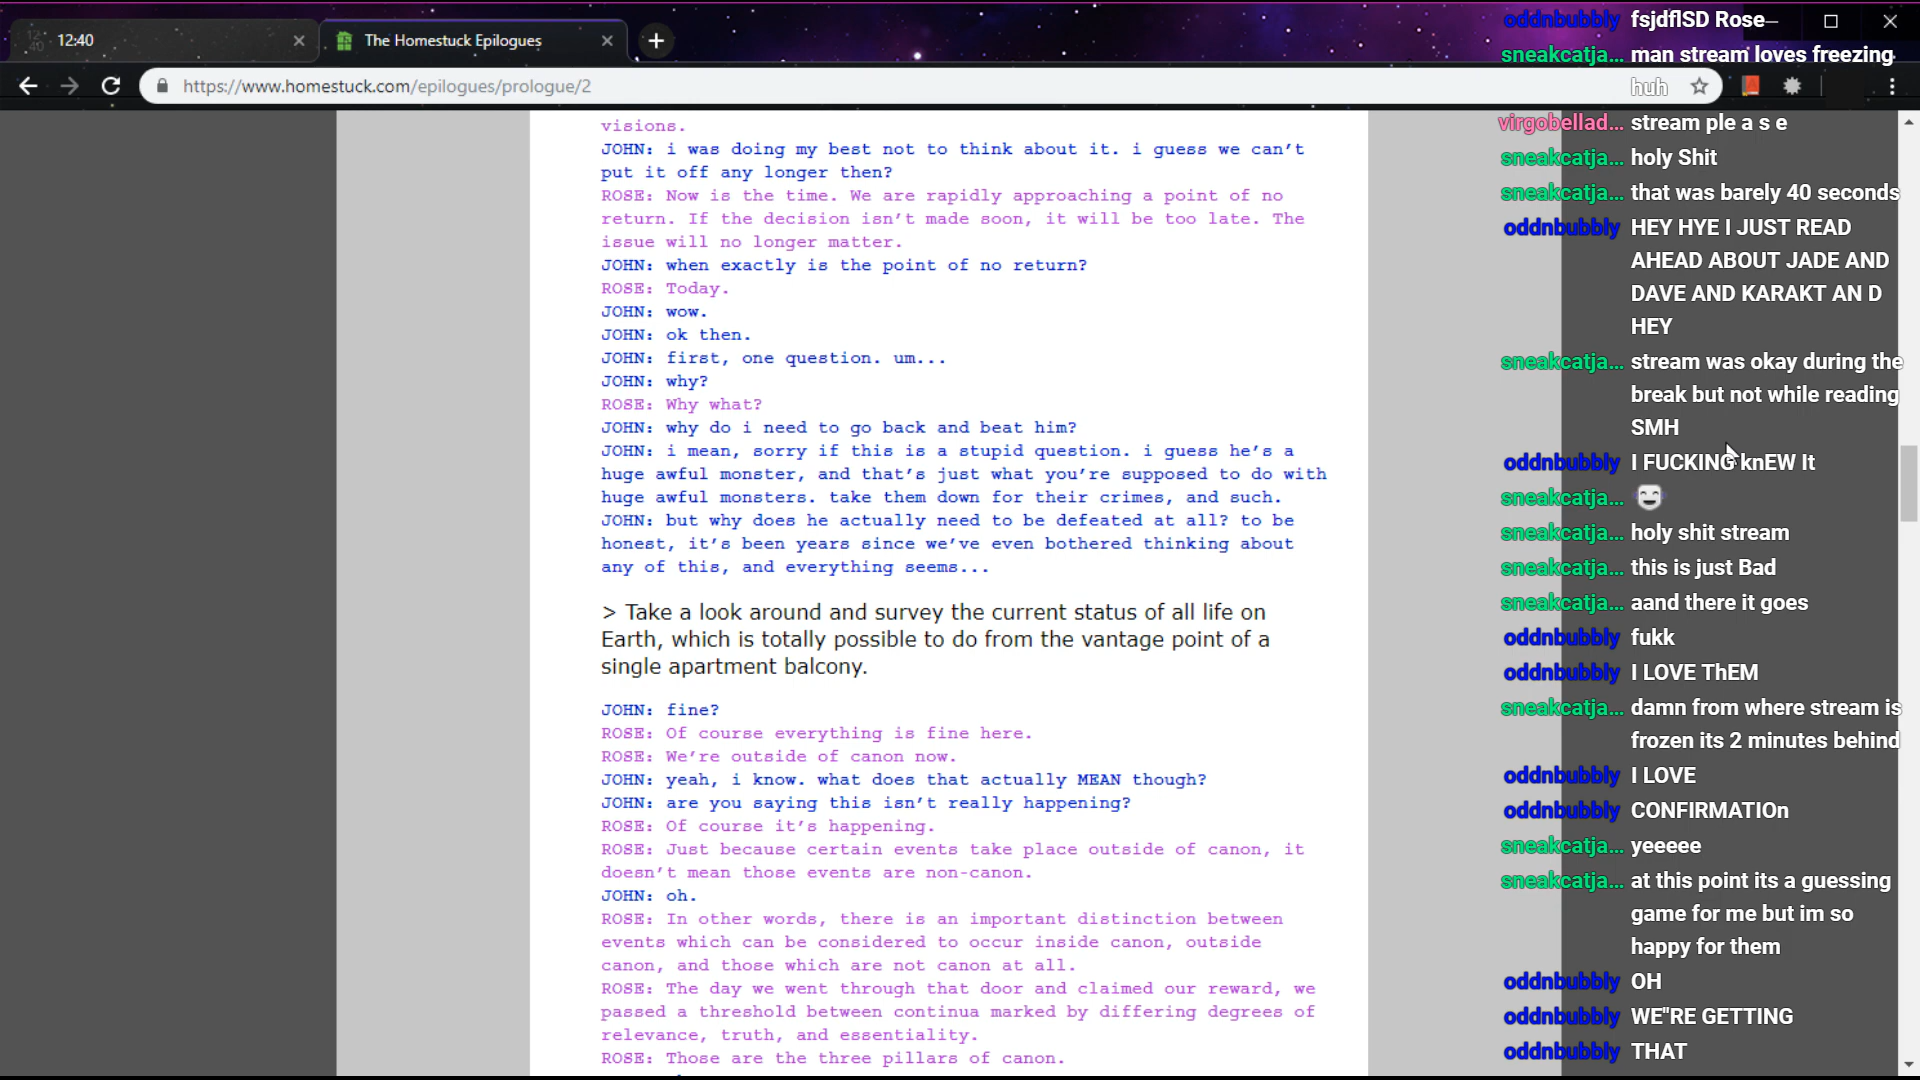 12:40
The Homestuck Epilogues
https://www.homestuck.com/epilogues/prologue/2
visions.
JOHN: i was doing my best not to think about it. i guess we can't
put it off any longer then?
ROSE: Now is the time. We are rapidly approaching a point of no
return. If the decision isn't made soon, it will be too late. The
issue will no longer matter.
JOHN: when exactly is the point of no return?
ROSE: Today.
JOHN: wow.
JOHN: ok then.
JOHN: first, one question. um...
JOHN: why?
ROSE: Why what?
JOHN: why do i need to go back and beat him?
JOHN: i mean, sorry if this is a stupid question. i guess he's a
huge awful monster, and that's just what you're supposed to do with
huge awful monsters. take them down for their crimes, and such.
JOHN: but why does he actually need to be defeated at all? to be
honest, it's been years since we've even bothered thinking about
any of this, and everything seems...
> Take a look around and survey the current status of all life on
Earth, which is totally possible to do from the vantage point of a
single apartment balcony.
JOHN: fine?
ROSE: Of course everything is fine here.
ROSE: We're outside of canon now.
JOHN: yeah, i know. what does that actually MEAN though?
JOHN: are you saying this isn't really happening?
ROSE: Of course it's happening.
ROSE: Just because certain events take place outside of canon, it
doesn't mean those events are non-canon.
JOHN: oh.
ROSE: In other words, there is an important distinction between
events which can be considered to occur inside canon, outside
canon, and those which are not canon at all.
ROSE: The day we went through that door and claimed our reward, we
passed a threshold between continua marked by differing degrees of
relevance, truth, and essentiality.
ROSE: Those are the three pillars of canon.
oddnbubbly fsjdflSD Rose
sneakcatja... man stream loves freezing
huh
virgobellad... stream ple a s e
sneakcatja... holy Shit
sneakcatja... that was barely 40 seconds
oddnbubbly HEY HYE I JUST READ
AHEAD ABOUT JADE AND
DAVE AND KARAKT AN D
HEY
sneakcatja... stream was okay during the
break but not while reading
SMH
oddnbubbly I FUCKING knEW It
sneakcatja...
sneakcatja... holy shit stream
sneakcatja... this is just Bad
sneakcatja... aand there it goes
oddnbubbly fukk
oddnbubbly I LOVE ThEM
sneakcatja... damn from where stream is
frozen its 2 minutes behind
oddnbubbly I LOVE
oddnbubbly CONFIRMATIOn
sneakcatja... yeeeee
sneakcatja... at this point its a guessing
game for me but im so
happy for them
oddnbubbly OH
oddnbubbly WE"RE GETTING
oddnbubbly THAT